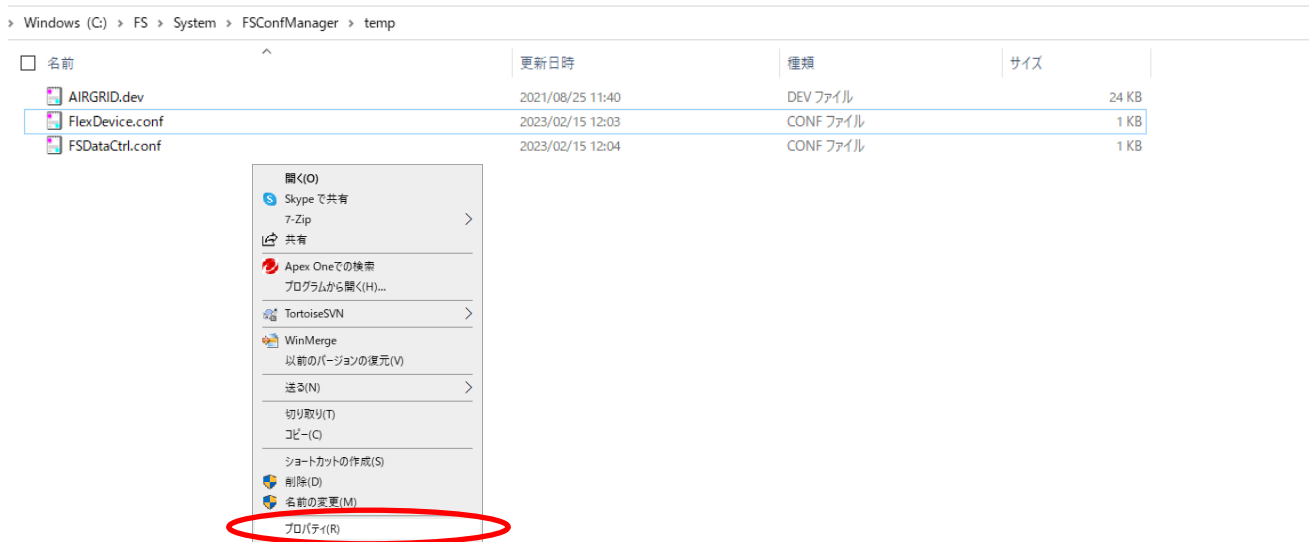 › Windows (C:) › FS › System › FSConfManager › temp
名前 更新日時 種類 サイズ
AIRGRID.dev 2021/08/25 11:40 DEV ファイル 24 KB
FlexDevice.conf 2023/02/15 12:03 CONF ファイル 1 KB
FSDataCtrl.conf 2023/02/15 12:04 CONF ファイル 1 KB
開く(O)
Skype で共有
7-Zip
共有
Apex Oneでの検索
プログラムから開く(H)...
TortoiseSVN
WinMerge
以前のバージョンの復元(V)
送る(N)
切り取り(T)
コピー(C)
ショートカットの作成(S)
削除(D)
名前の変更(M)
プロパティ(R)